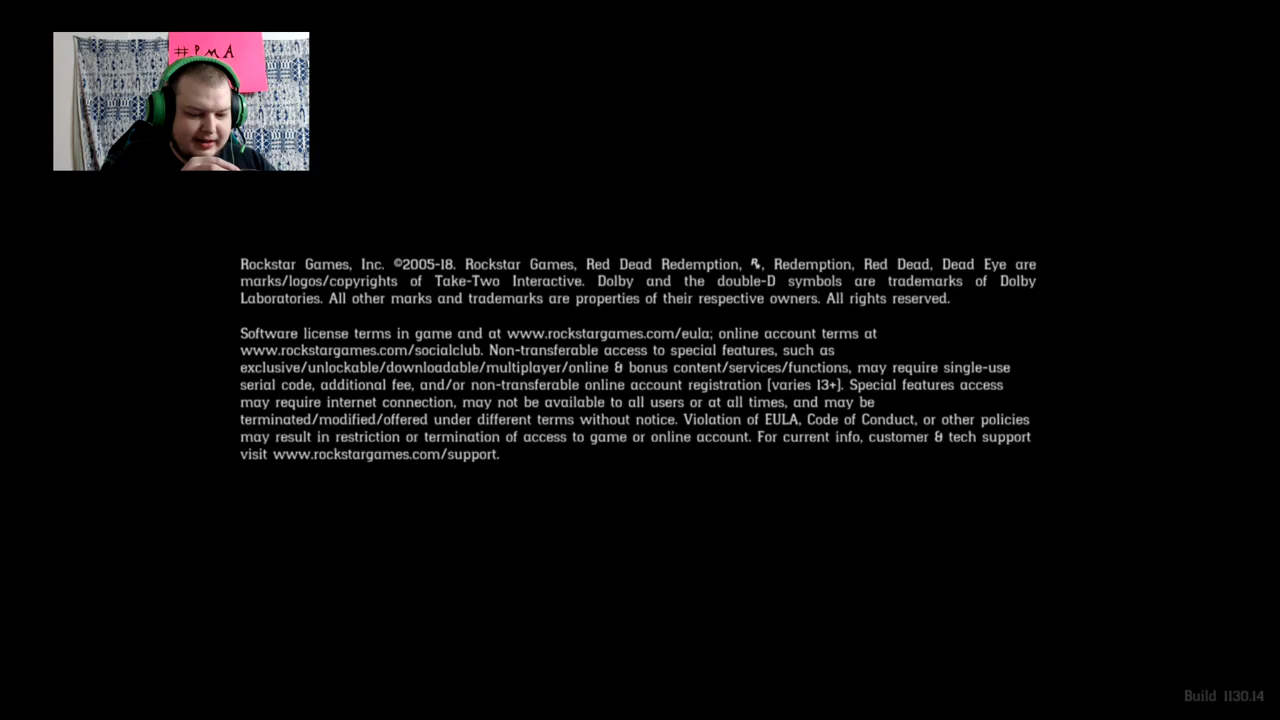 #PMA
Rockstar Games, Inc. ©2005-18. Rockstar Games, Red Dead Redemption, R*, Redemption, Red Dead, Dead Eye are
marks/logos/copyrights of Take-Two Interactive. Dolby and the double-D symbols are trademarks of Dolby
Laboratories. All other marks and trademarks are properties of their respective owners. All rights reserved.
Software license terms in game and at www.rockstargames.com/eula; online account terms at
www.rockstargames.com/socialclub. Non-transferable access to special features, such as
exclusive/unlockable/downloadable/multiplayer/online & bonus content/services/functions, may require single-use
serial code, additional fee, and/or non-transferable online account registration (varies 13+). Special features access
may require internet connection, may not be available to all users or at all times, and may be
terminated/modified/offered under different terms without notice. Violation of EULA, Code of Conduct, or other policies
may result in restriction or termination of access to game or online account. For current info, customer & tech support
visit www.rockstargames.com/support.
Build 1130.14